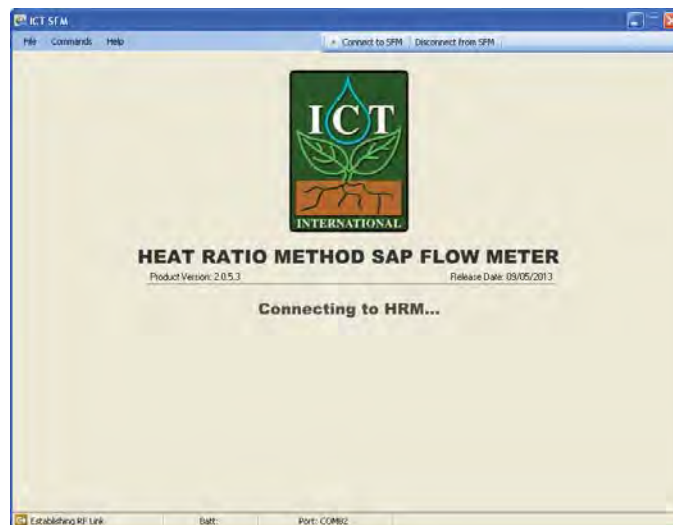 ICT SFM
File Commands Help Connect to SFM Disconnect from SFM
ICT
INTERNATIONAL
HEAT RATIO METHOD SAP FLOW METER
Product Version: 2.0.5.3 Release Date: 09/05/2013
Connecting to HRM...
Establishing RF Link Batt: Port: COM82